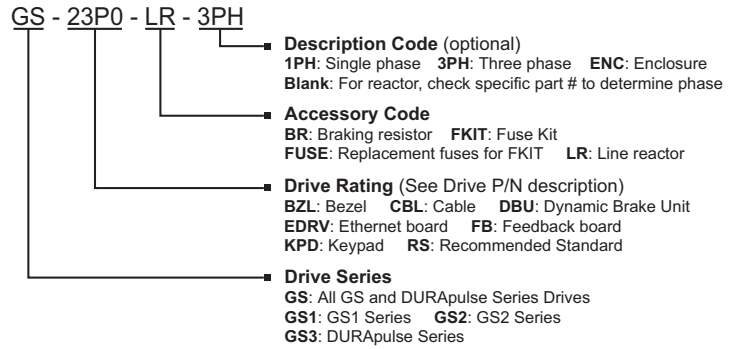 GS - 23P0 - LR - 3PH
Description Code (optional)
1PH: Single phase 3PH: Three phase ENC: Enclosure
Blank: For reactor, check specific part # to determine phase
Accessory Code
BR: Braking resistor FKIT: Fuse Kit
FUSE: Replacement fuses for FKIT LR: Line reactor
Drive Rating (See Drive P/N description)
BZL: Bezel CBL: Cable DBU: Dynamic Brake Unit
EDRV: Ethernet board FB: Feedback board
KPD: Keypad RS: Recommended Standard
Drive Series
GS: All GS and DURApulse Series Drives
GS1: GS1 Series GS2: GS2 Series
GS3: DURApulse Series